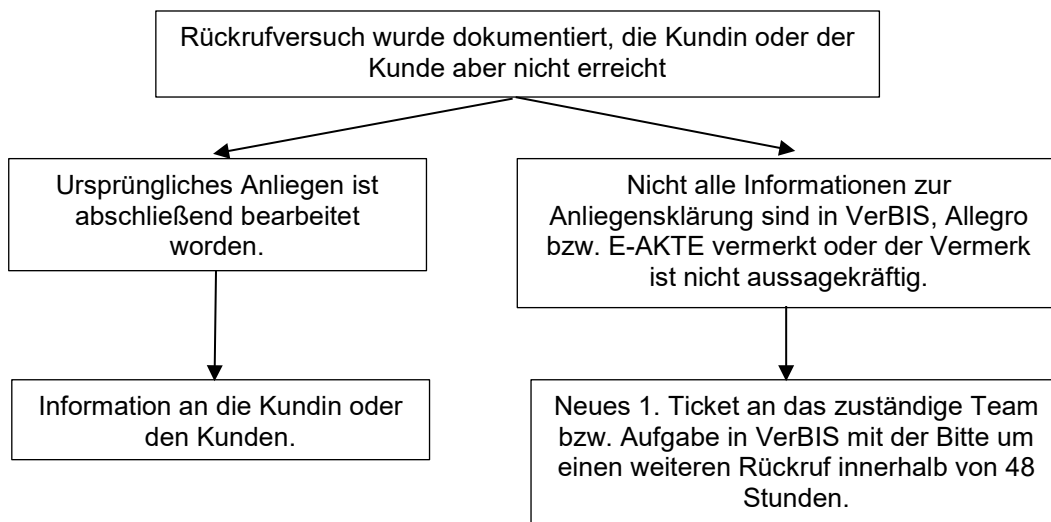 Rückrufversuch wurde dokumentiert, die Kundin oder der
Kunde aber nicht erreicht
Ursprüngliches Anliegen ist
abschließend bearbeitet
worden.
Nicht alle Informationen zur
Anliegensklärung sind in VerBIS, Allegro
bzw. E-AKTE vermerkt oder der Vermerk
ist nicht aussagekräftig.
Information an die Kundin oder
den Kunden.
Neues 1. Ticket an das zuständige Team
bzw. Aufgabe in VerBIS mit der Bitte um
einen weiteren Rückruf innerhalb von 48
Stunden.